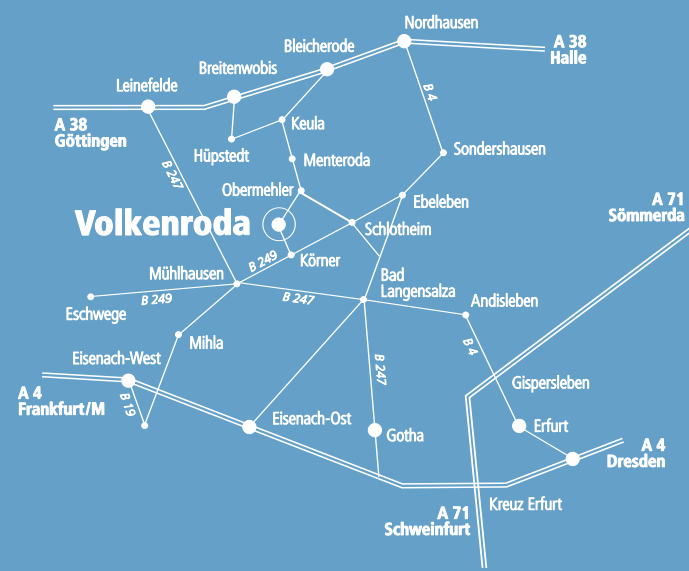 Nordhausen
Bleicherode
A 38
Halle
Breitenworbis
Leinefelde
B 4
A 38
Göttingen
Keula
Hüpstedt
Menteroda
Sondershausen
B 247
Obermehler
Ebeleben
A 71
Sömmerda
Volkenroda
Schlotheim
B 249
Körner
Mühlhausen
Bad
Langensalza
B 249
B 247
Andisleben
Eschwege
Mihla
B 4
Eisenach-West
B 247
Gispersleben
A 4
Frankfurt/M
B 19
Eisenach-Ost
Gotha
Erfurt
A 4
Dresden
Kreuz Erfurt
A 71
Schweinfurt